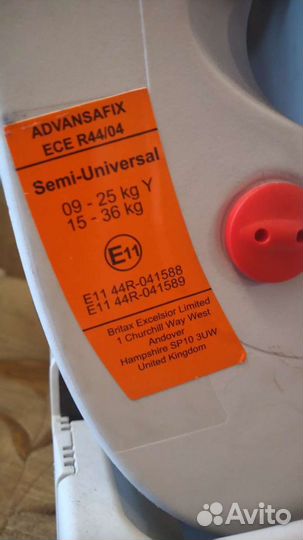 ADVANSAFIX
ECE R44/04
Semi-Universal
09 - 25 kg Y
15 - 36 kg
E11
E11 44R-041588
E11 44R-041589
Britax Excelsior Limited
1 Churchill Way West
Andover
Hampshire SP10 3UW
United Kingdom
Avito